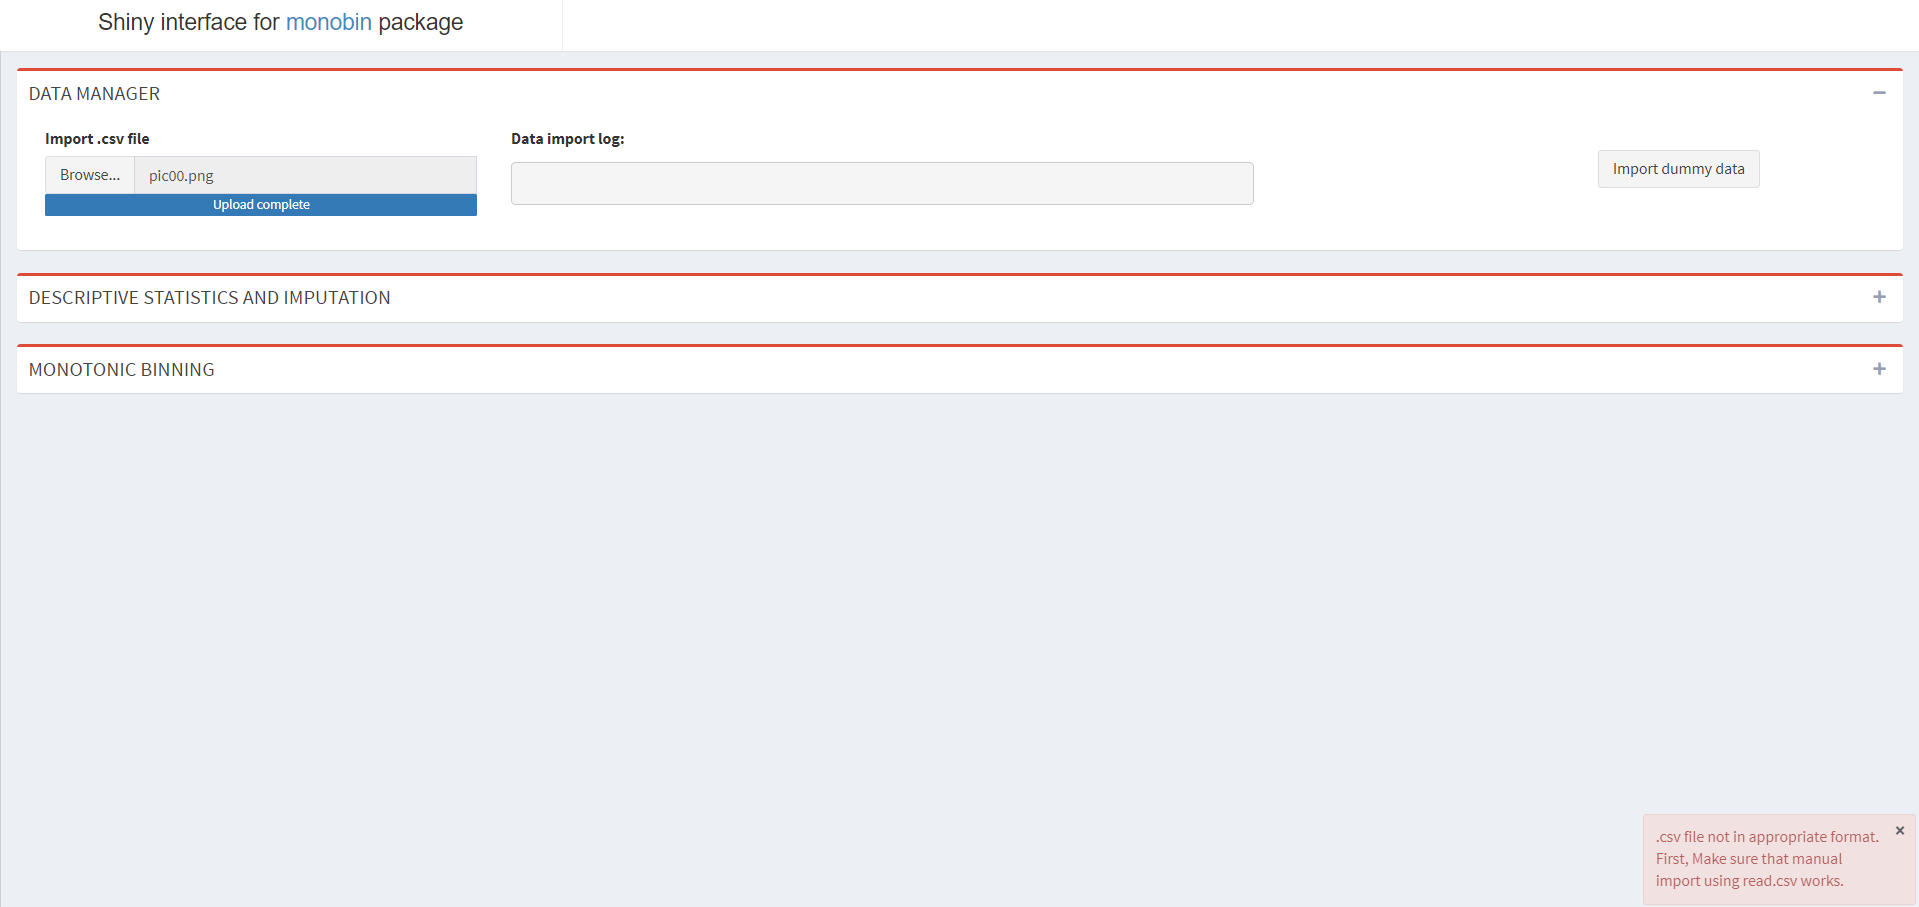 Shiny interface for monobin package
DATA MANAGER
Import .csv file
Browse...
pic00.png
Upload complete
Data import log:
Import dummy data
DESCRIPTIVE STATISTICS AND IMPUTATION
MONOTONIC BINNING
.csv file not in appropriate format.
First, Make sure that manual
import using read.csv works.